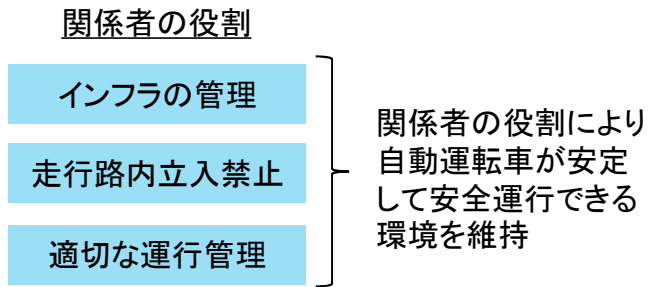 関係者の役割
インフラの管理
走行路内立入禁止
適切な運行管理
関係者の役割により
自動運転車が安定
して安全運行できる
環境を維持